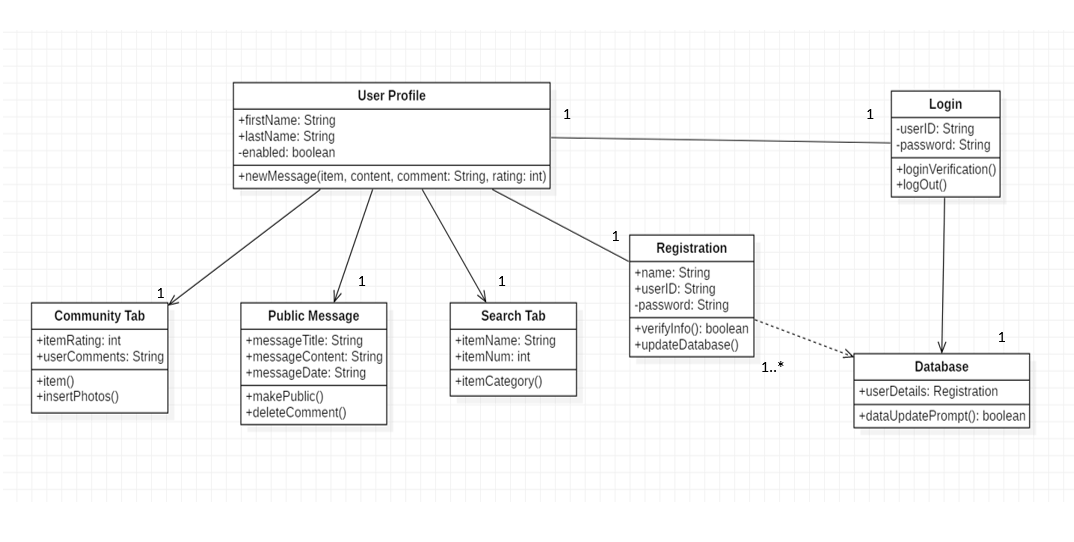 User Profile
+firstName: String
+lastName: String
-enabled: boolean
+newMessage(item, content, comment: String, rating: int)
1
1
Login
-userID: String
-password: String
+loginVerification()
+logOut()
1
Registration
+name: String
+userID: String
-password: String
+verifyInfo(): boolean
+updateDatabase()
1
Community Tab
+itemRating: int
+userComments: String
+item()
+insertPhotos()
1
Public Message
+messageTitle: String
+messageContent: String
+messageDate: String
+makePublic()
+deleteComment()
1
Search Tab
+itemName: String
+itemNum: int
+itemCategory()
1..*
1
Database
+userDetails: Registration
+dataUpdatePrompt(): boolean